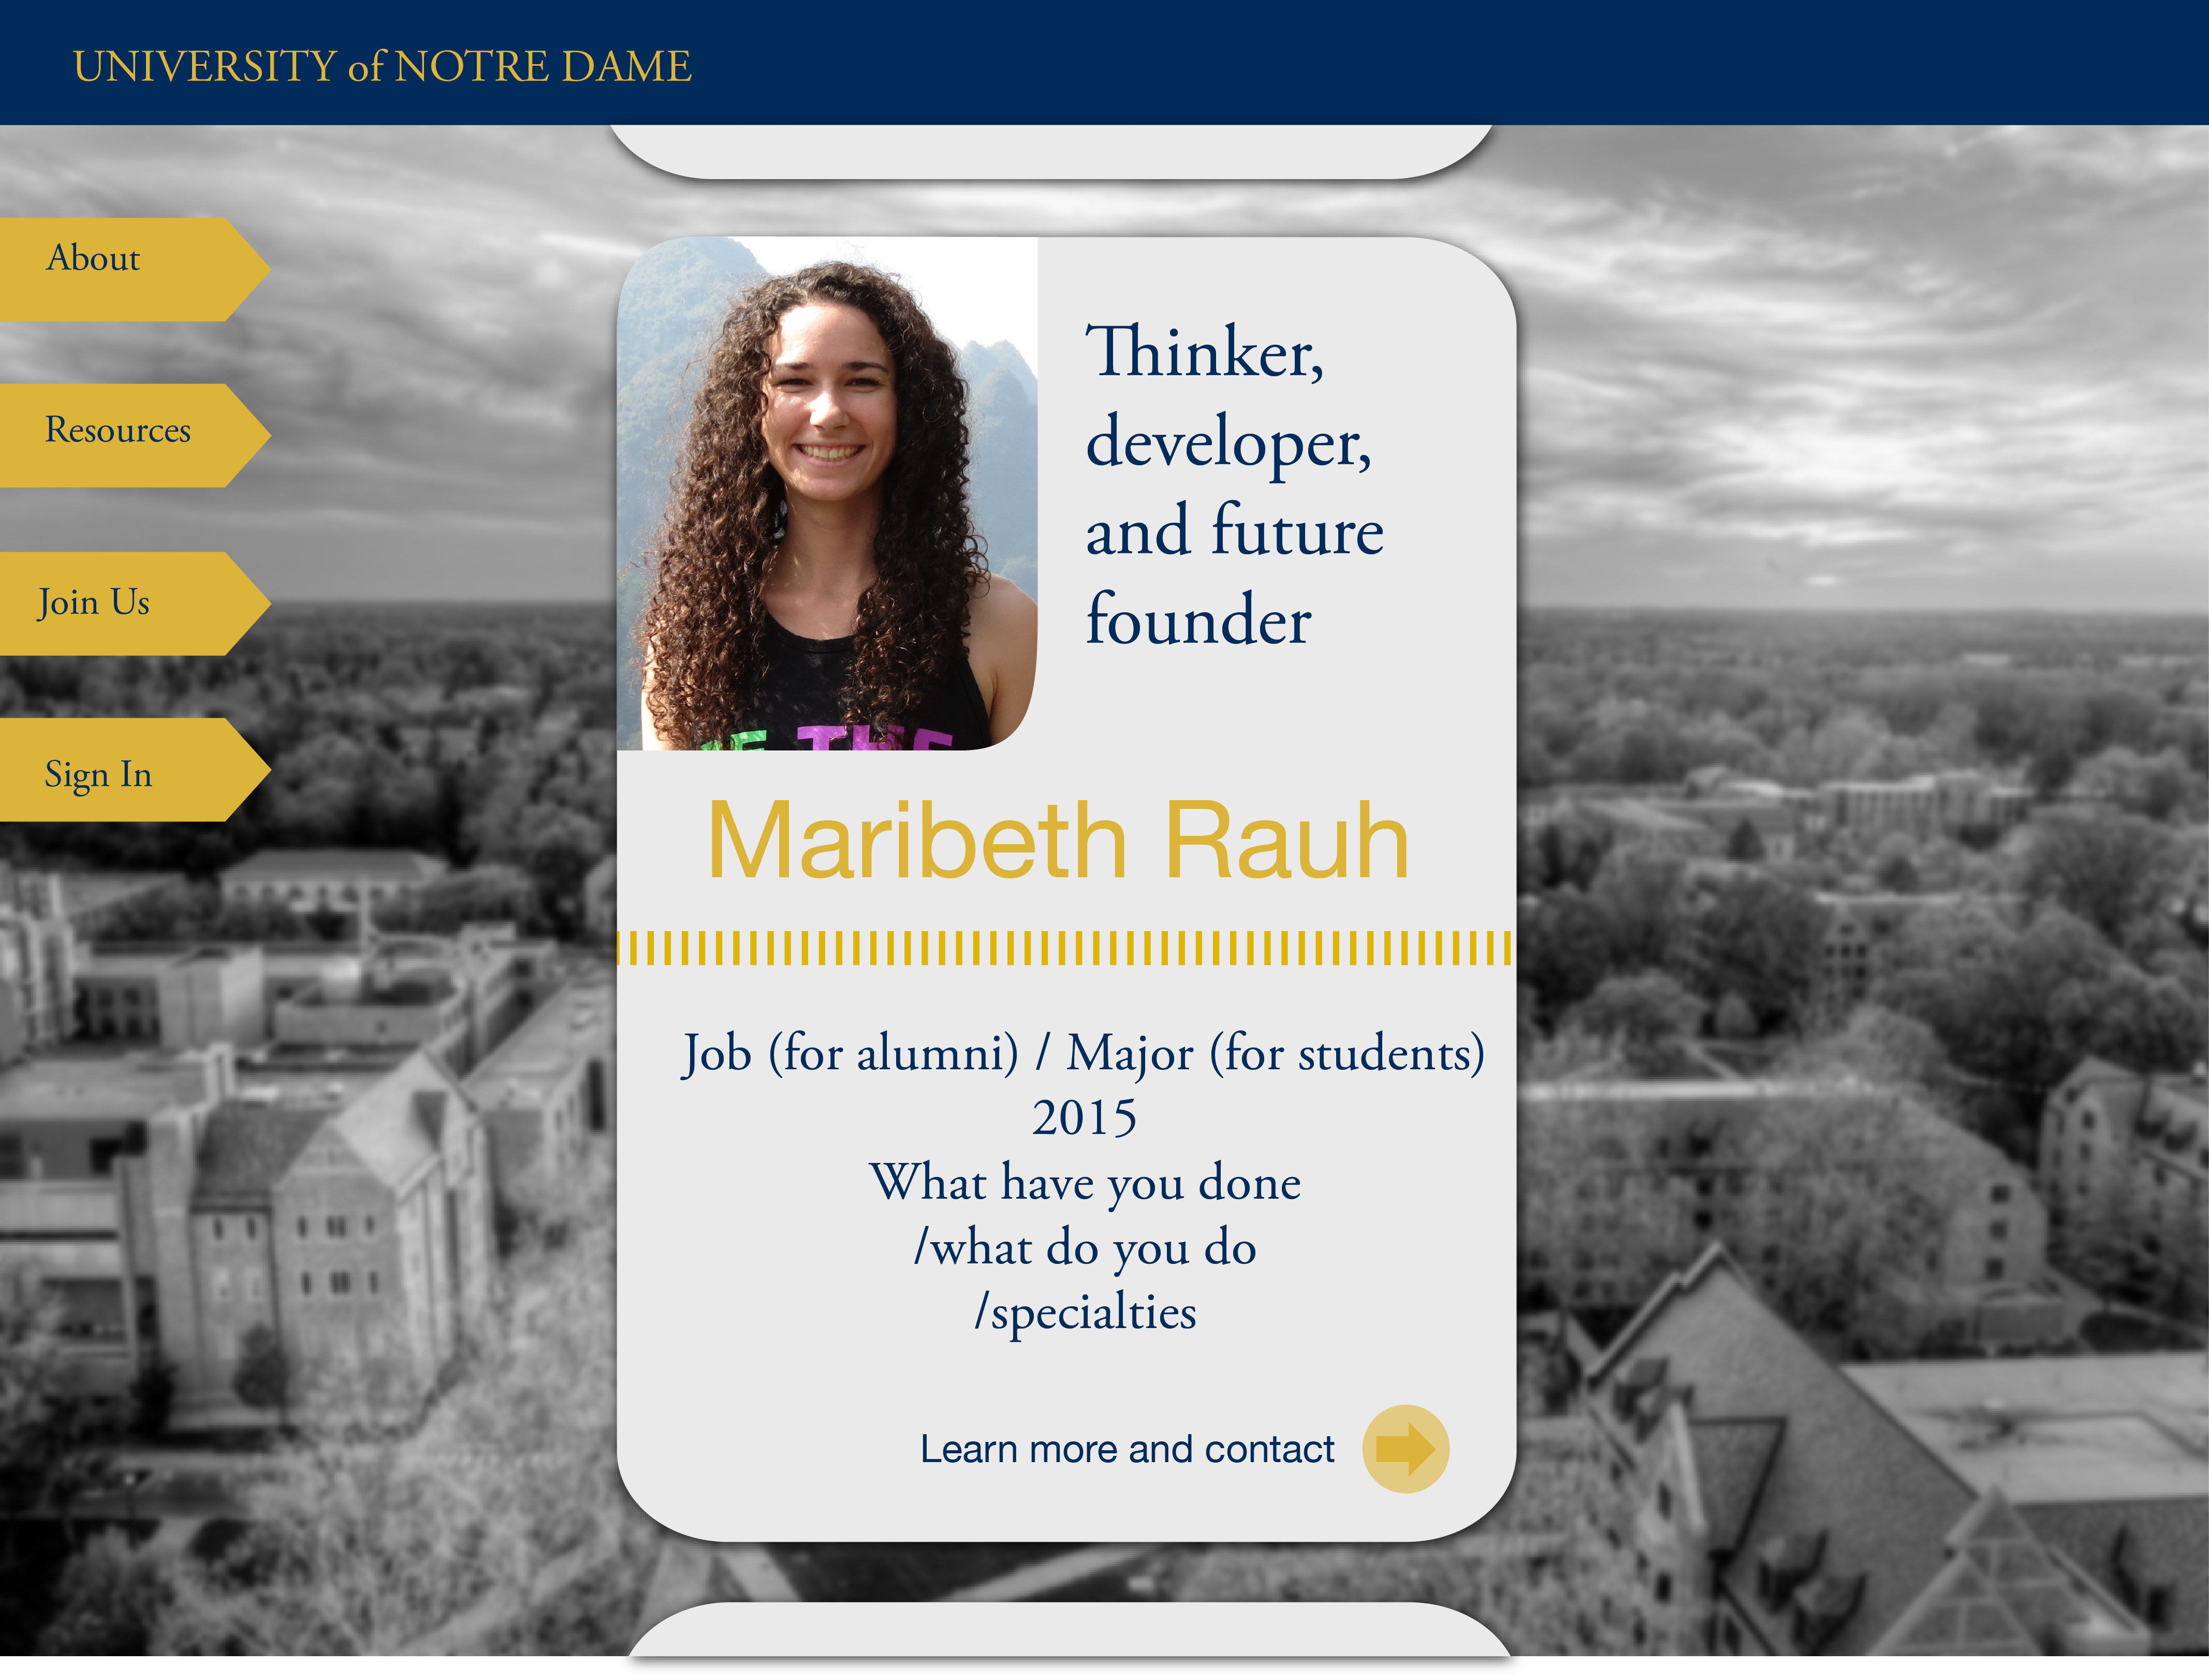 UNIVERSITY of NOTRE DAME
About
Resources
Join Us
Sign In
Thinker,
developer,
and future
founder
THE
Maribeth Rauh
Job (for alumni) / Major (for students)
2015
What have you done
/what do you do
/specialties
Learn more and contact